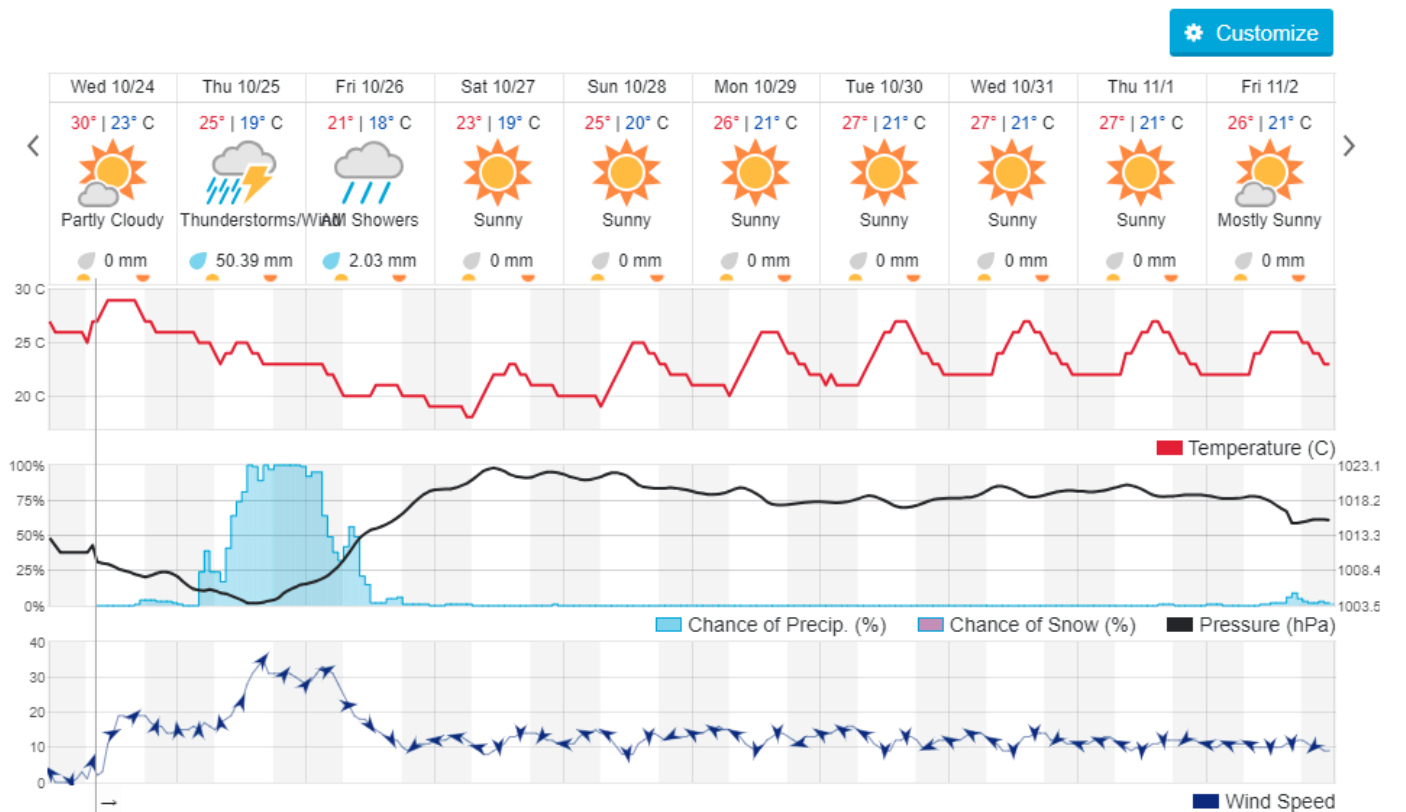 Customize
Wed 10/24 Thu 10/25 Fri 10/26 Sat 10/27 Sun 10/28 Mon 10/29 Tue 10/30 Wed 10/31 Thu 11/1 Fri 11/2
30° | 23° C 25° | 19° C 21° | 18° C 23° | 19° C 25° | 20° C 26° | 21° C 27° | 21° C 27° | 21° C 27° | 21° C 26° | 21° C
Partly Cloudy Thunderstorms/Wind AM Showers Sunny Sunny Sunny Sunny Sunny Sunny Mostly Sunny
0 mm 50.39 mm 2.03 mm 0 mm 0 mm 0 mm 0 mm 0 mm 0 mm 0 mm
30 C
25 C
20 C
Temperature (C)
100% 1023.1
75% 1018.2
50% 1013.3
25% 1008.4
0% 1003.5
Chance of Precip. (%) Chance of Snow (%) Pressure (hPa)
40
30
20
10
0
→
Wind Speed